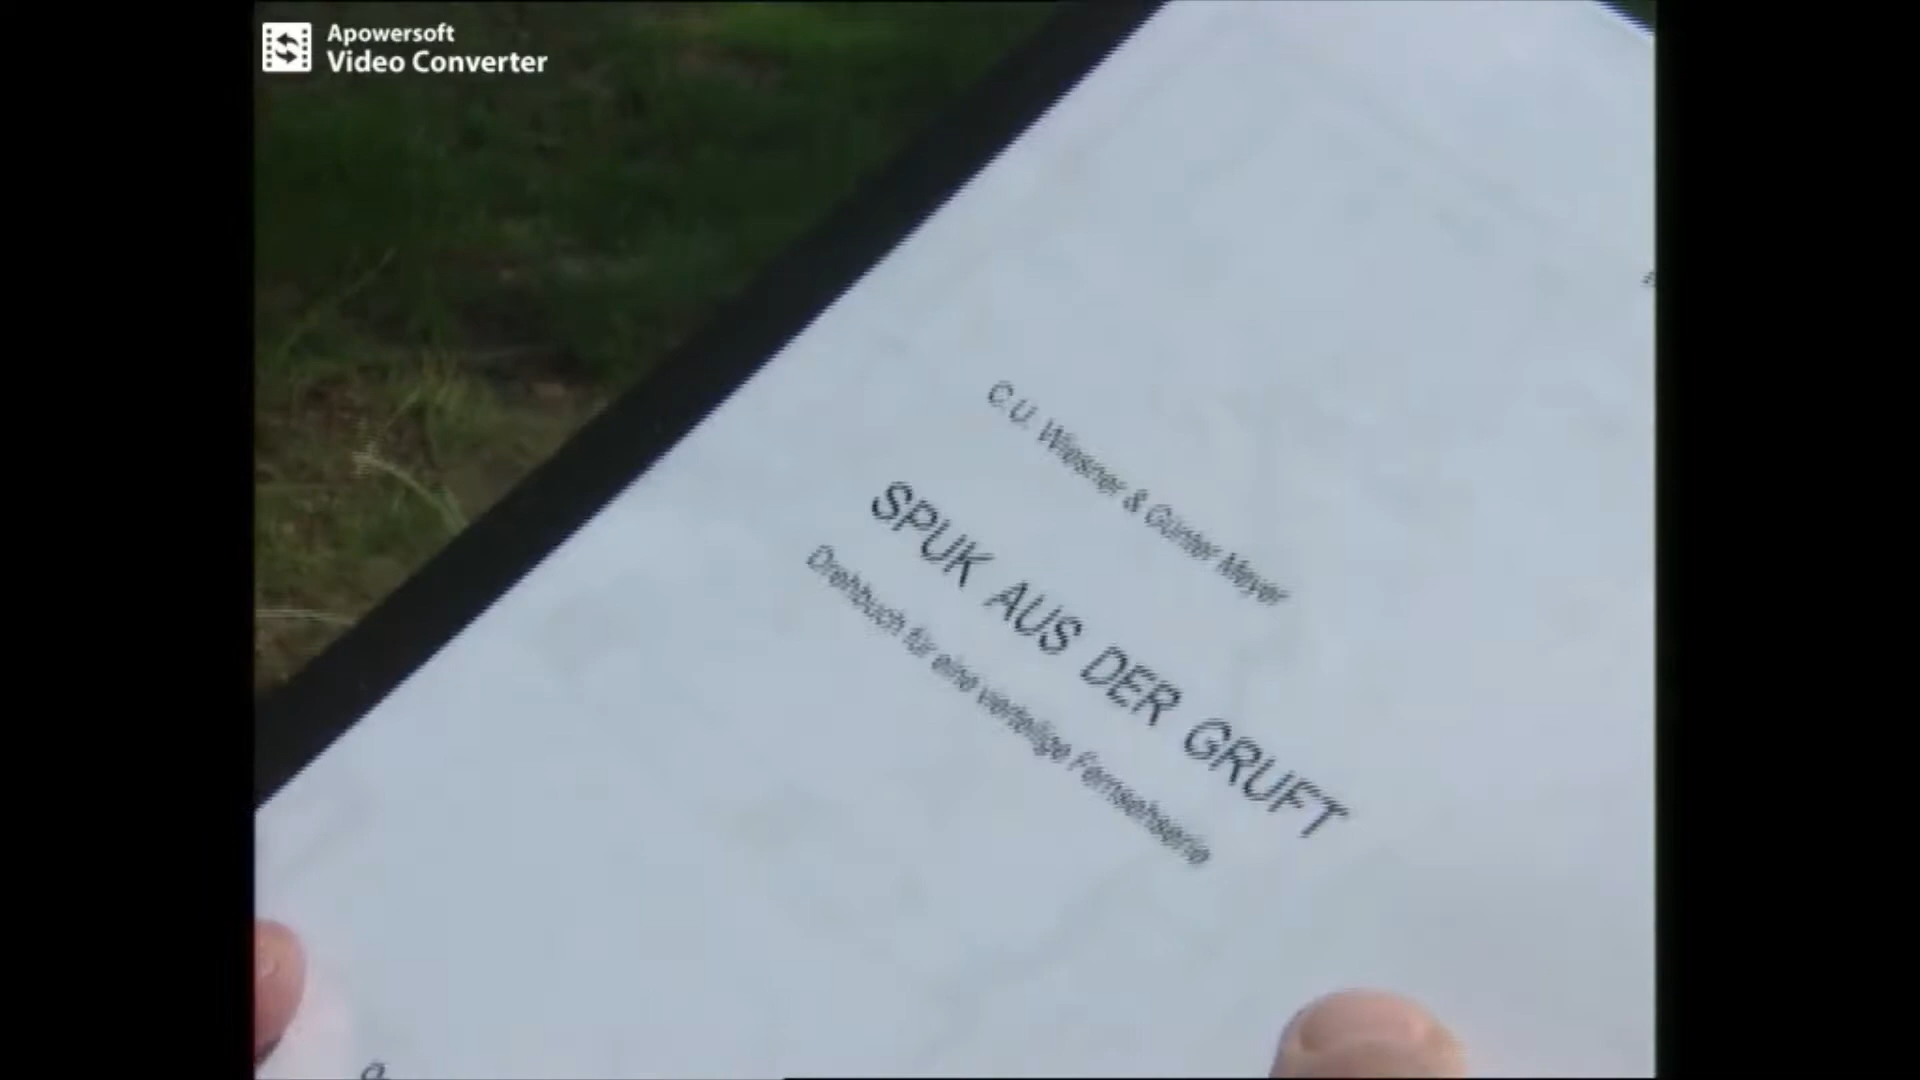 Apowersoft
Video Converter
C.U. Wiesner & Günter Meyer
SPUK AUS DER GRUFT
Drehbuch für eine vierteilige Fernsehserie